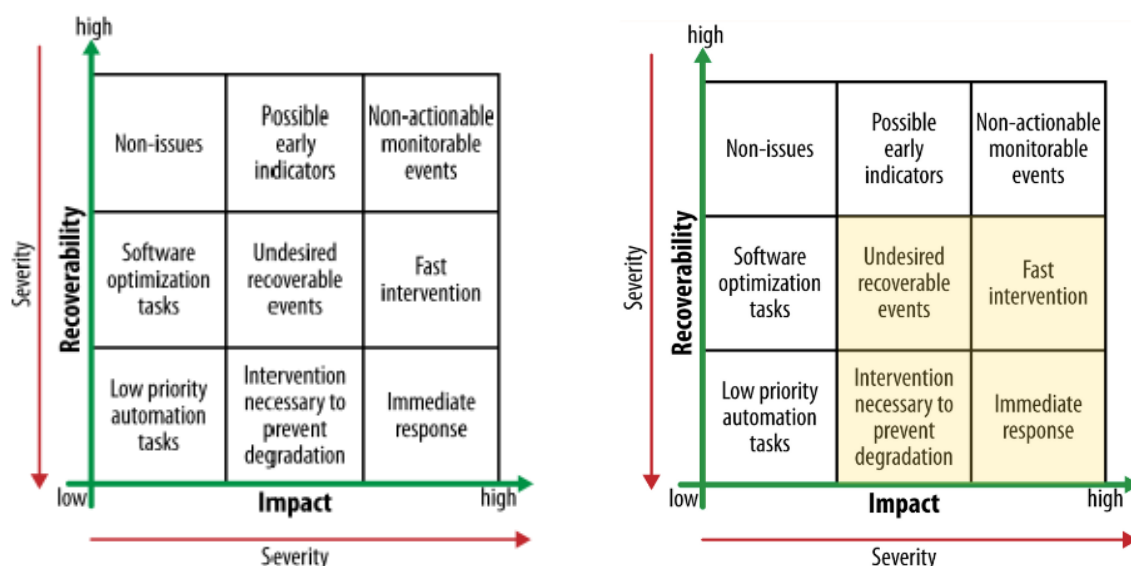 high
Non-issues
Possible
early
indicators
Non-actionable
monitorable
events
Software
optimization
tasks
Undesired
recoverable
events
Fast
intervention
Low priority
automation
tasks
Intervention
necessary to
prevent
degradation
Immediate
response
Severity
Recoverability
low
Impact
high
Severity
high
Non-issues
Possible
early
indicators
Non-actionable
monitorable
events
Software
optimization
tasks
Undesired
recoverable
events
Fast
intervention
Low priority
automation
tasks
Intervention
necessary to
prevent
degradation
Immediate
response
Severity
Recoverability
low
Impact
high
Severity